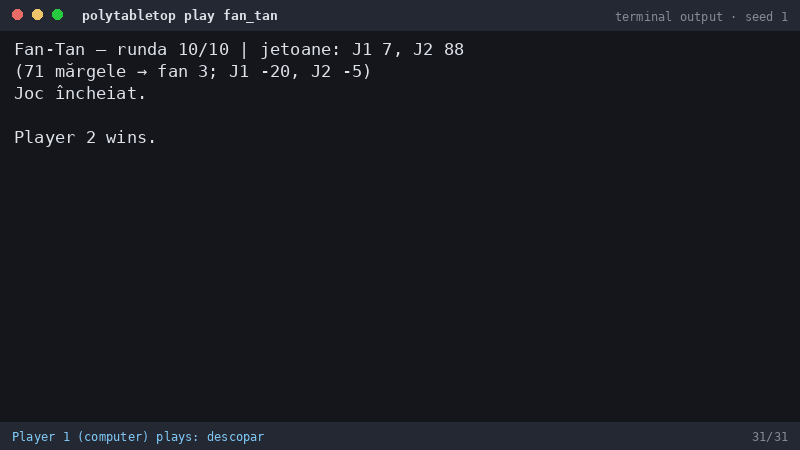 polytabletop play fan_tan
terminal output · seed 1
Fan-Tan — runda 10/10 | jetoane: J1 7, J2 88
(71 mărgele → fan 3; J1 -20, J2 -5)
Joc încheiat.
Player 2 wins.
Player 1 (computer) plays: descopar
31/31